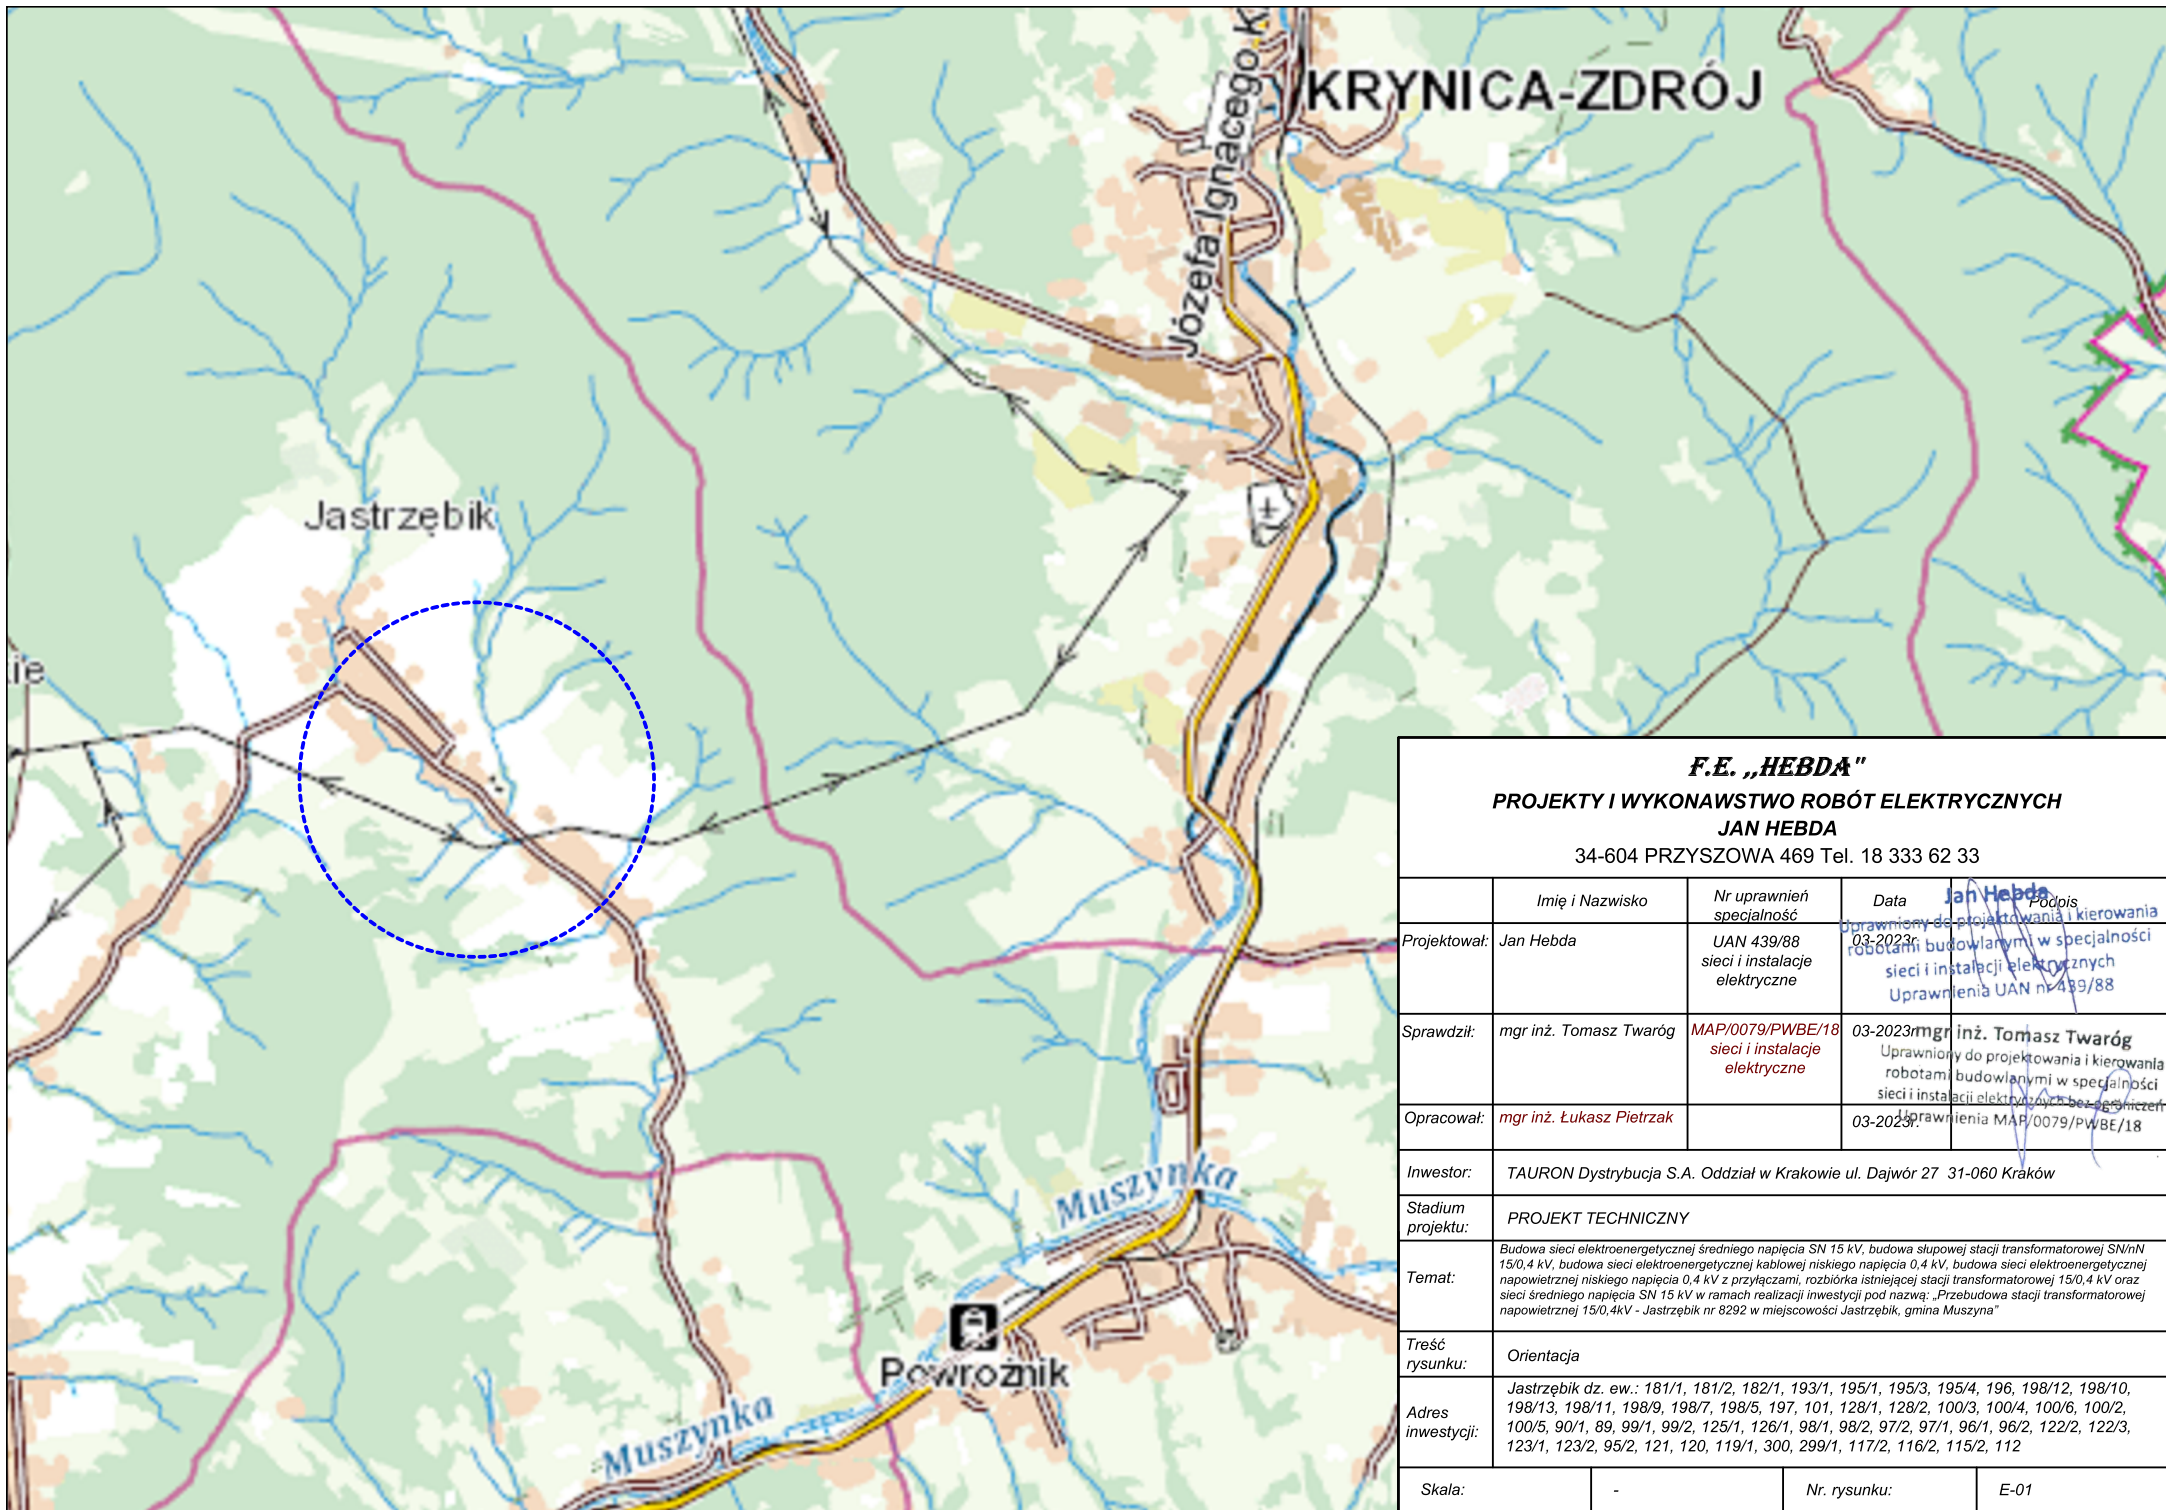 KRYNICA-ZDRÓJ
Józefa Ignacego K
Jastrzębik
kie
Muszynka
Powroźnik
Muszynka
F.E. ,,HEBDA"
PROJEKTY I WYKONAWSTWO ROBÓT ELEKTRYCZNYCH
JAN HEBDA
34-604 PRZYSZOWA 469 Tel. 18 333 62 33
Imię i Nazwisko
Nr uprawnień
specjalność
Data
Podpis
Projektował:
Jan Hebda
UAN 439/88
sieci i instalacje
elektryczne
03-2023r.
Jan Hebda
Uprawniony do projektowania i kierowania
robotami budowlanymi w specjalności
sieci i instalacji elektrycznych
Uprawnienia UAN nr 439/88
Sprawdził:
mgr inż. Tomasz Twaróg
MAP/0079/PWBE/18
sieci i instalacje
elektryczne
03-2023r.
mgr inż. Tomasz Twaróg
Uprawniony do projektowania i kierowania
robotami budowlanymi w specjalności
sieci i instalacji elektrycznych bez ograniczeń
Uprawnienia MAP/0079/PWBE/18
Opracował:
mgr inż. Łukasz Pietrzak
03-2023r.
Inwestor:
TAURON Dystrybucja S.A. Oddział w Krakowie ul. Dajwór 27 31-060 Kraków
Stadium
projektu:
PROJEKT TECHNICZNY
Temat:
Budowa sieci elektroenergetycznej średniego napięcia SN 15 kV, budowa słupowej stacji transformatorowej SN/nN
15/0,4 kV, budowa sieci elektroenergetycznej kablowej niskiego napięcia 0,4 kV, budowa sieci elektroenergetycznej
napowietrznej niskiego napięcia 0,4 kV z przyłączami, rozbiórka istniejącej stacji transformatorowej 15/0,4 kV oraz
sieci średniego napięcia SN 15 kV w ramach realizacji inwestycji pod nazwą: „Przebudowa stacji transformatorowej
napowietrznej 15/0,4kV - Jastrzębik nr 8292 w miejscowości Jastrzębik, gmina Muszyna”
Treść
rysunku:
Orientacja
Adres
inwestycji:
Jastrzębik dz. ew.: 181/1, 181/2, 182/1, 193/1, 195/1, 195/3, 195/4, 196, 198/12, 198/10,
198/13, 198/11, 198/9, 198/7, 198/5, 197, 101, 128/1, 128/2, 100/3, 100/4, 100/6, 100/2,
100/5, 90/1, 89, 99/1, 99/2, 125/1, 126/1, 98/1, 98/2, 97/2, 97/1, 96/1, 96/2, 122/2, 122/3,
123/1, 123/2, 95/2, 121, 120, 119/1, 300, 299/1, 117/2, 116/2, 115/2, 112
Skala:
-
Nr. rysunku:
E-01